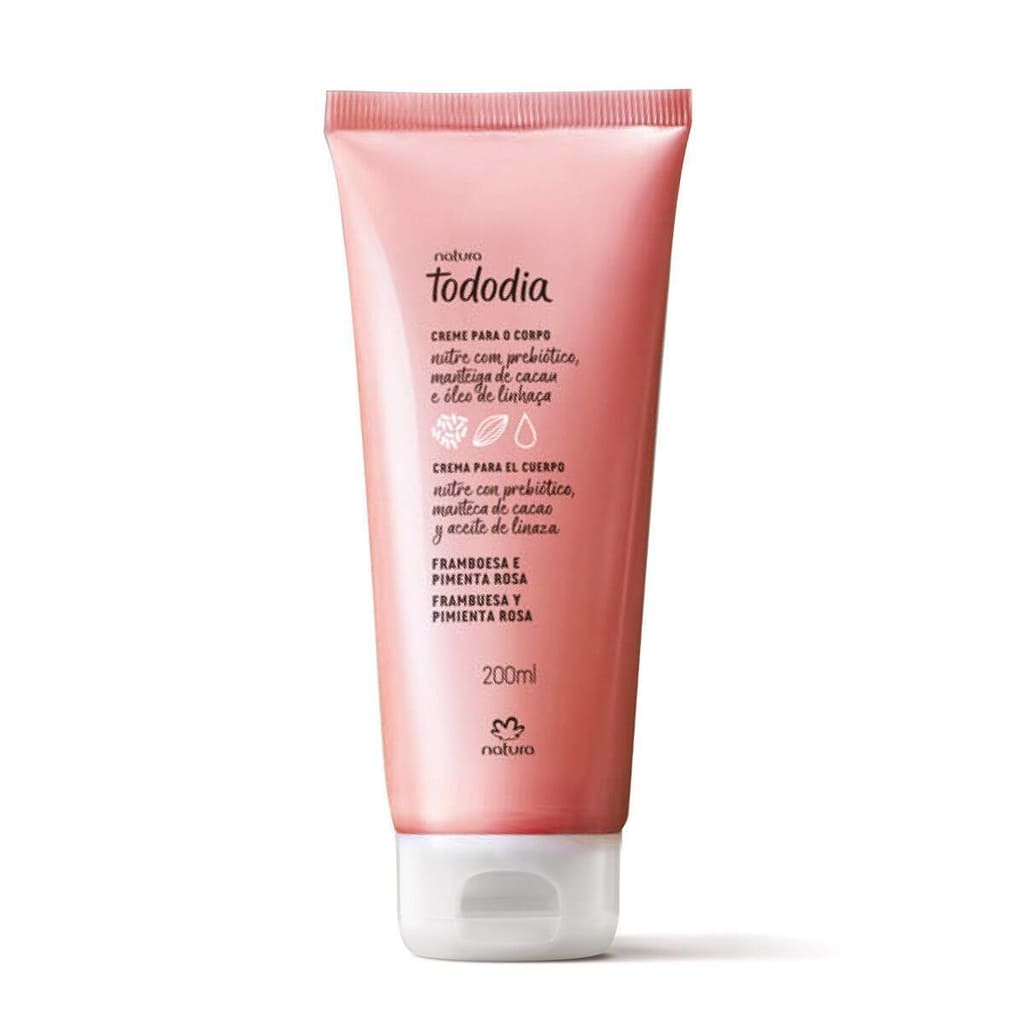 natura
Tododia
CREME PARA O CORPO
nutre com prebiótico,
manteiga de cacau
e óleo de linhaça
CREMA PARA EL CUERPO
nutre con prebiótico,
manteca de cacao
y aceite de linaza
FRAMBOESA E
PIMENTA ROSA
FRAMBUESA Y
PIMIENTA ROSA
200ml
natura